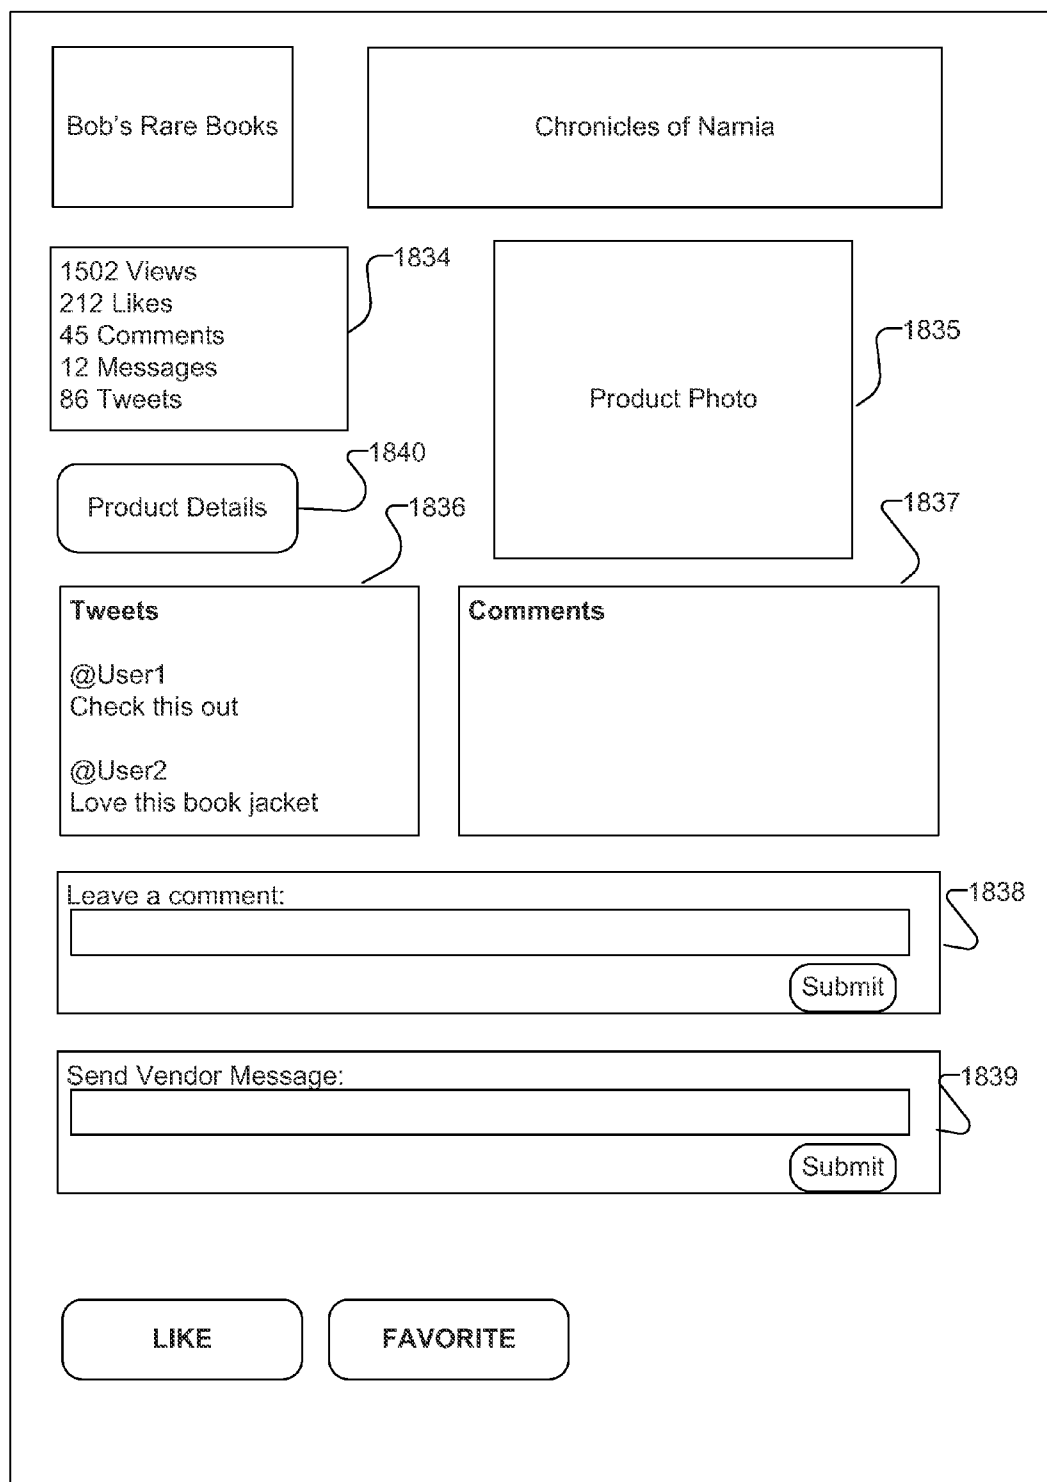 Bob's Rare Books
Chronicles of Narnia
1502 Views
212 Likes
45 Comments
12 Messages
86 Tweets
1834
Product Photo
1835
Product Details
1840
1836
1837
Tweets
@User1
Check this out
@User2
Love this book jacket
Comments
Leave a comment:
Submit
1838
Send Vendor Message:
Submit
1839
LIKE
FAVORITE